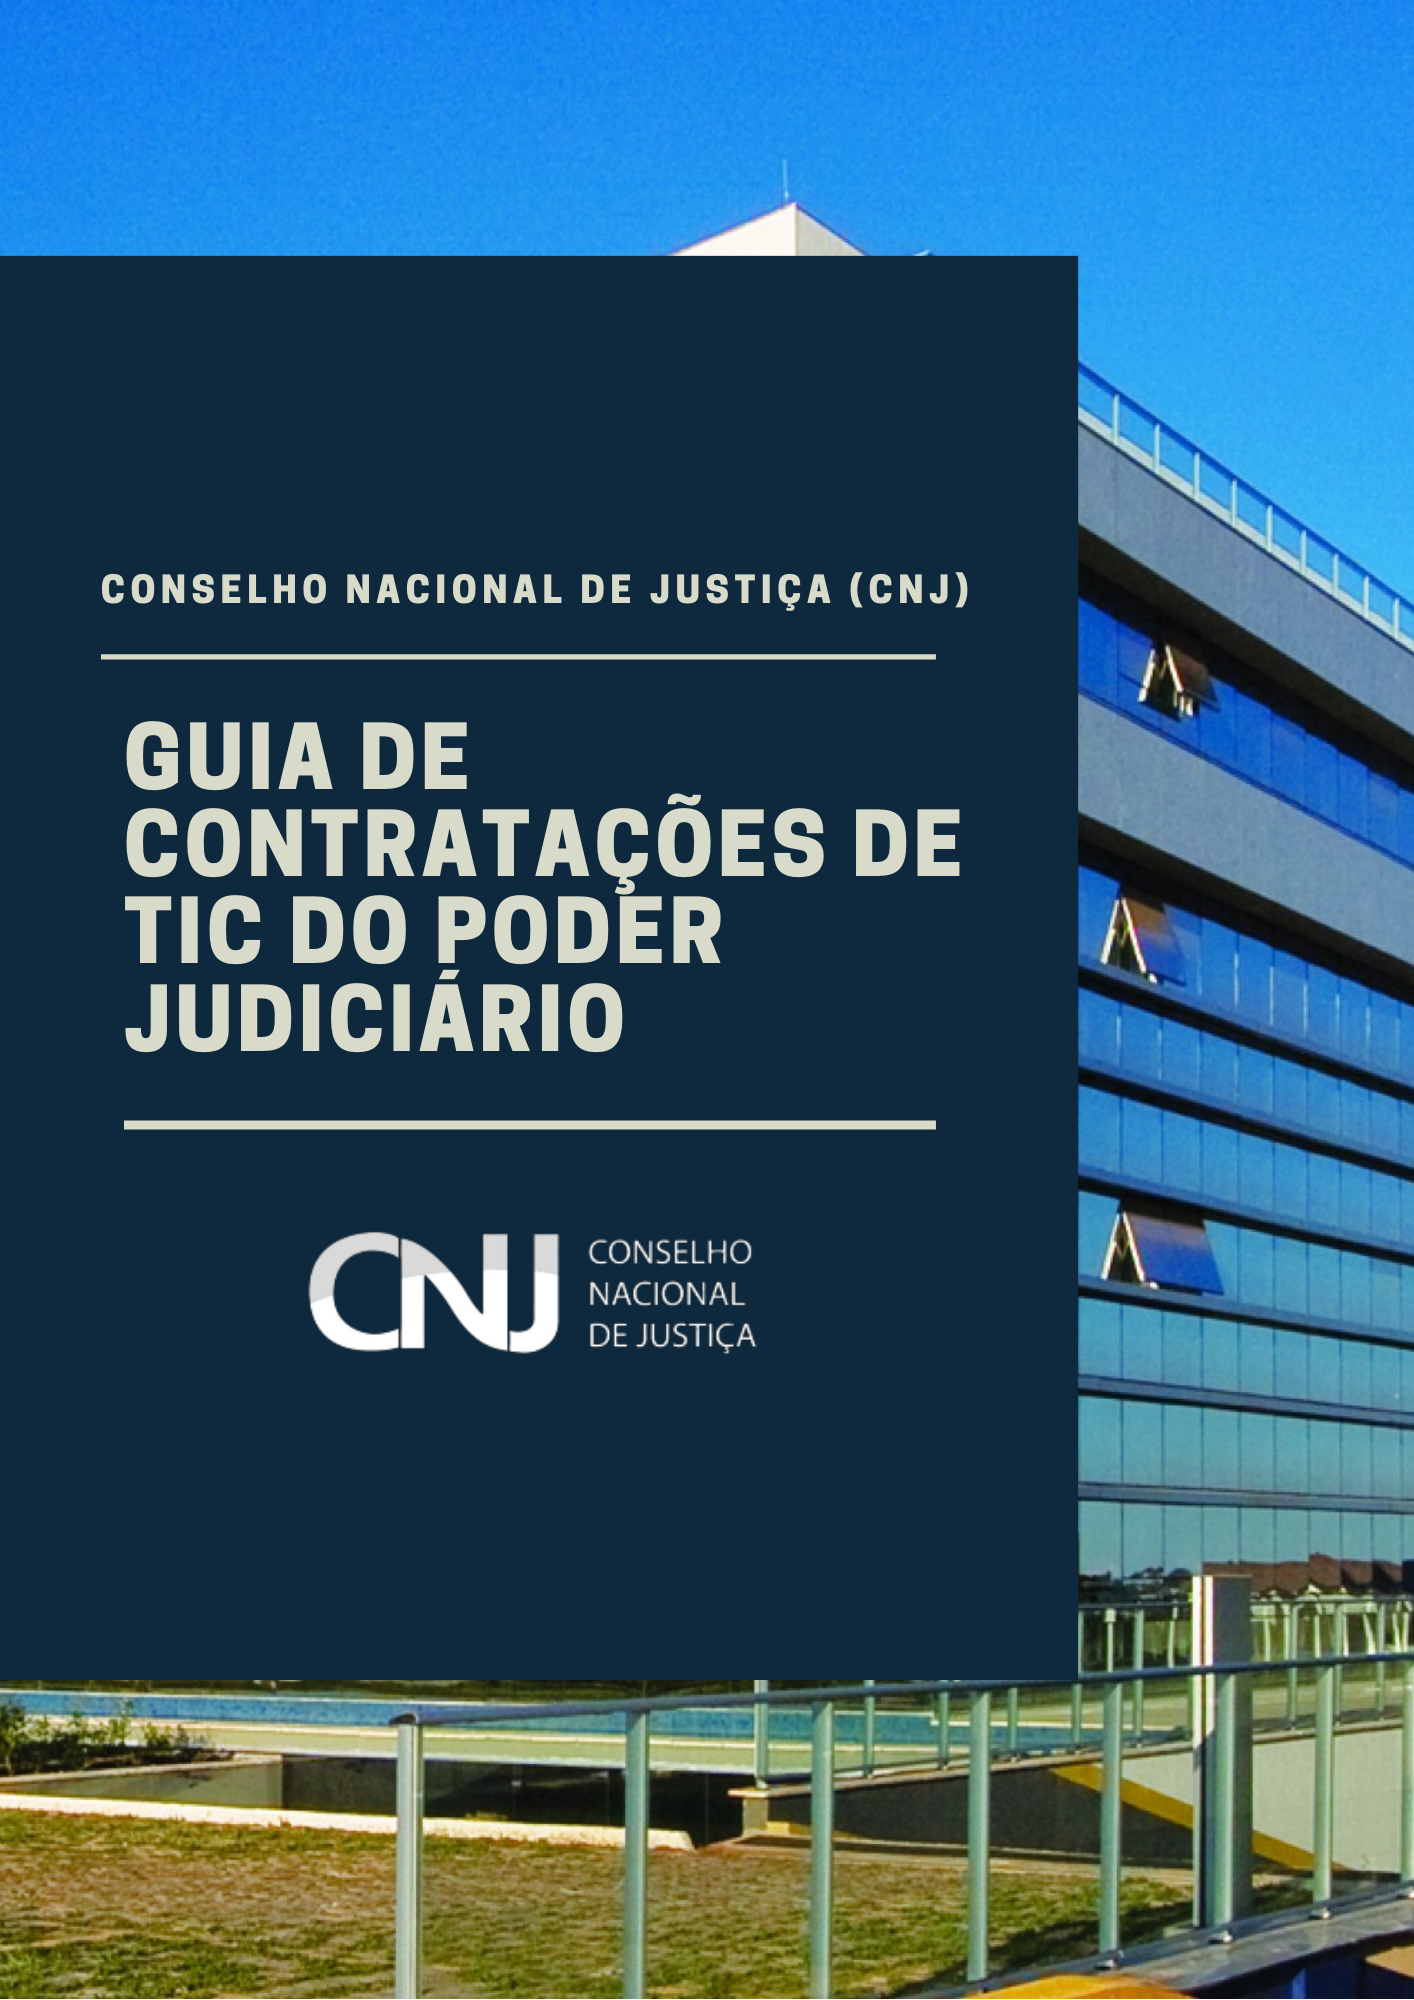 CONSELHO NACIONAL DE JUSTIÇA (CNJ)
GUIA DE
CONTRATAÇÕES DE
TIC DO PODER
JUDICIÁRIO
CNJ
CONSELHO
NACIONAL
DE JUSTIÇA